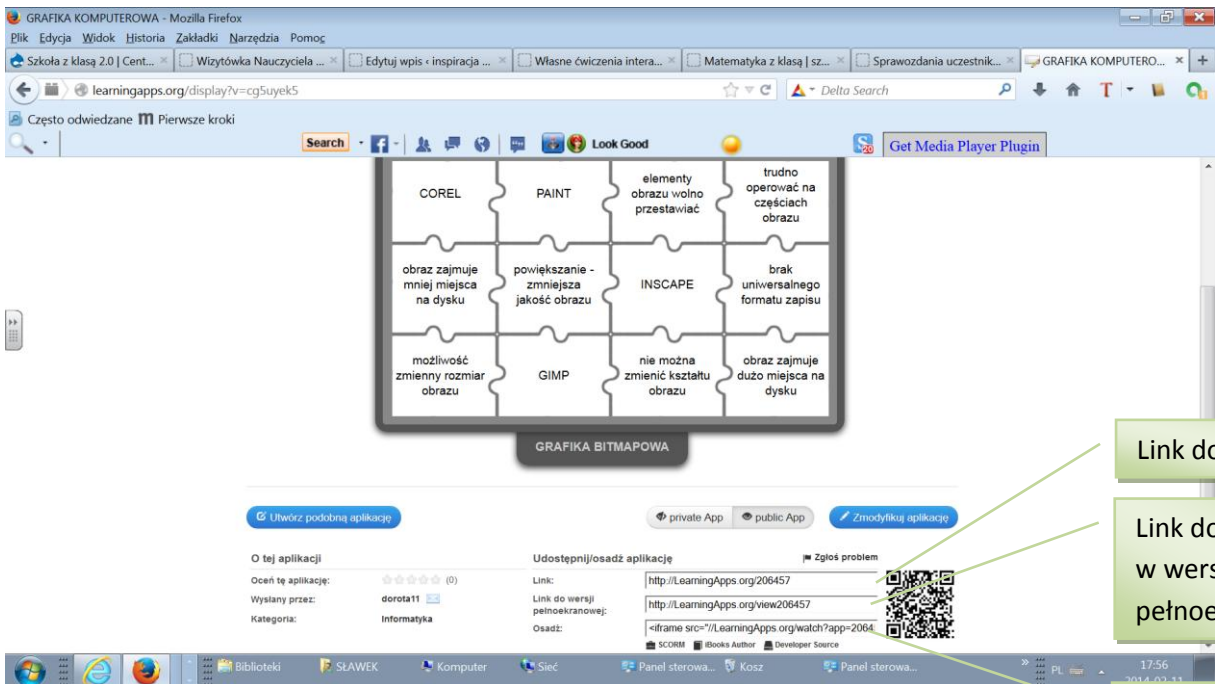 GRAFIKA KOMPUTEROWA - Mozilla Firefox
Plik Edycja Widok Historia Zakładki Narzędzia Pomoc
Szkoła z klasą 2.0 | Cent... Wizytówka Nauczyciela ... Edytuj wpis ‹ inspiracja ... Własne ćwiczenia intera... Matematyka z klasą | sz... Sprawozdania uczestnik... GRAFIKA KOMPUTERO...
learningapps.org/display?v=cg5uyek5 Delta Search
Często odwiedzane Pierwsze kroki
Search Look Good Get Media Player Plugin
COREL
PAINT
elementy
obrazu wolno
przestawiać
trudno
operować na
częściach
obrazu
obraz zajmuje
mniej miejsca
na dysku
powiększanie -
zmniejsza
jakość obrazu
INSCAPE
brak
uniwersalnego
formatu zapisu
możliwość
zmienny rozmiar
obrazu
GIMP
nie można
zmienić kształtu
obrazu
obraz zajmuje
dużo miejsca na
dysku
GRAFIKA BITMAPOWA
Link do
Utwórz podobną aplikację private App public App Zmodyfikuj aplikację
Link do
w wers
pełnoe
O tej aplikacji
Oceń tę aplikację: (0)
Wysłany przez: dorota11
Kategoria: Informatyka
Udostępnij/osadź aplikację Zgłoś problem
Link: http://LearningApps.org/206457
Link do wersji
pełnoekranowej: http://LearningApps.org/view206457
Osadź: <iframe src="//LearningApps.org/watch?app=2064
SCORM iBooks Author Developer Source
Biblioteki SŁAWEK Komputer Sieć Panel sterowa... Kosz Panel sterowa... » PL 17:56
2014-02-11